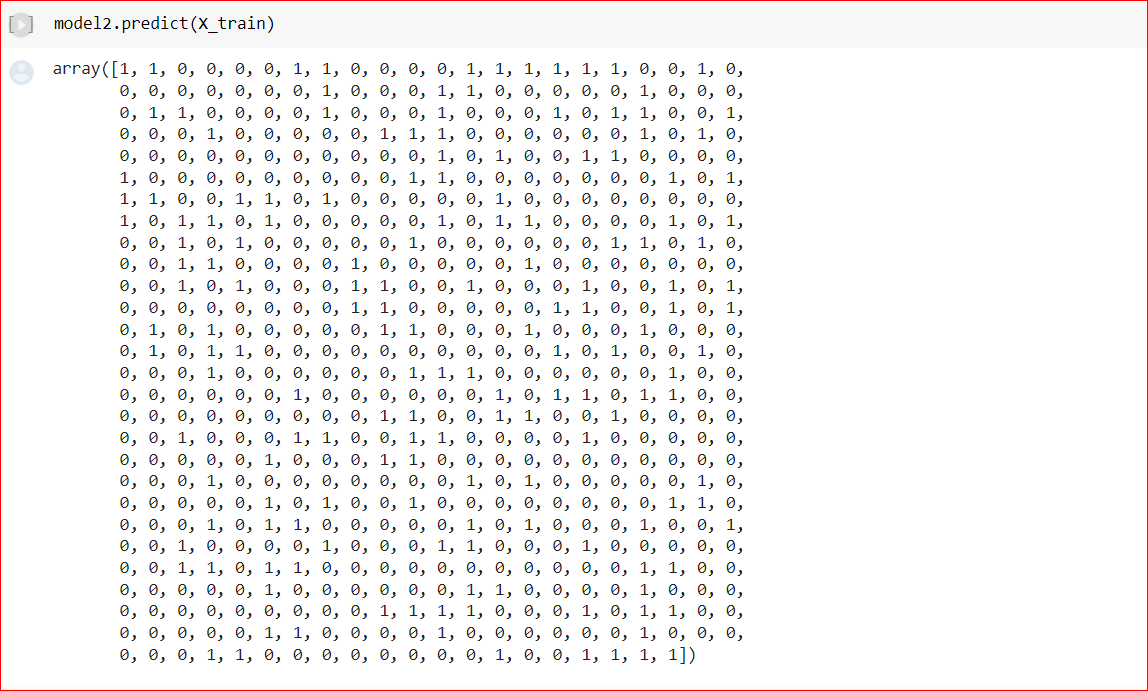 model2.predict(X_train)
array([1, 1, 0, 0, 0, 0, 1, 1, 0, 0, 0, 0, 1, 1, 1, 1, 1, 1, 0, 0, 1, 0,
0, 0, 0, 0, 0, 0, 0, 1, 0, 0, 0, 1, 1, 0, 0, 0, 0, 0, 1, 0, 0, 0,
0, 1, 1, 0, 0, 0, 0, 1, 0, 0, 0, 1, 0, 0, 0, 1, 0, 1, 1, 0, 0, 1,
0, 0, 0, 1, 0, 0, 0, 0, 0, 1, 1, 1, 0, 0, 0, 0, 0, 0, 1, 0, 1, 0,
0, 0, 0, 0, 0, 0, 0, 0, 0, 0, 0, 1, 0, 1, 0, 0, 1, 1, 0, 0, 0, 0,
1, 0, 0, 0, 0, 0, 0, 0, 0, 0, 1, 1, 0, 0, 0, 0, 0, 0, 0, 1, 0, 1,
1, 1, 0, 0, 1, 1, 0, 1, 0, 0, 0, 0, 0, 1, 0, 0, 0, 0, 0, 0, 0, 0,
1, 0, 1, 1, 0, 1, 0, 0, 0, 0, 0, 1, 0, 1, 1, 0, 0, 0, 0, 1, 0, 1,
0, 0, 1, 0, 1, 0, 0, 0, 0, 0, 1, 0, 0, 0, 0, 0, 0, 1, 1, 0, 1, 0,
0, 0, 1, 1, 0, 0, 0, 0, 1, 0, 0, 0, 0, 0, 1, 0, 0, 0, 0, 0, 0, 0,
0, 0, 1, 0, 1, 0, 0, 0, 1, 1, 0, 0, 1, 0, 0, 0, 1, 0, 0, 1, 0, 1,
0, 0, 0, 0, 0, 0, 0, 0, 1, 1, 0, 0, 0, 0, 0, 1, 1, 0, 0, 1, 0, 1,
0, 1, 0, 1, 0, 0, 0, 0, 0, 1, 1, 0, 0, 0, 1, 0, 0, 0, 1, 0, 0, 0,
0, 1, 0, 1, 1, 0, 0, 0, 0, 0, 0, 0, 0, 0, 0, 1, 0, 1, 0, 0, 1, 0,
0, 0, 0, 1, 0, 0, 0, 0, 0, 0, 1, 1, 1, 0, 0, 0, 0, 0, 0, 1, 0, 0,
0, 0, 0, 0, 0, 0, 1, 0, 0, 0, 0, 0, 0, 1, 0, 1, 1, 0, 1, 1, 0, 0,
0, 0, 0, 0, 0, 0, 0, 0, 0, 1, 1, 0, 0, 1, 1, 0, 0, 1, 0, 0, 0, 0,
0, 0, 1, 0, 0, 0, 1, 1, 0, 0, 1, 1, 0, 0, 0, 0, 1, 0, 0, 0, 0, 0,
0, 0, 0, 0, 0, 1, 0, 0, 0, 1, 1, 0, 0, 0, 0, 0, 0, 0, 0, 0, 0, 0,
0, 0, 0, 1, 0, 0, 0, 0, 0, 0, 0, 0, 1, 0, 1, 0, 0, 0, 0, 0, 1, 0,
0, 0, 0, 0, 0, 1, 0, 1, 0, 0, 1, 0, 0, 0, 0, 0, 0, 0, 0, 1, 1, 0,
0, 0, 0, 1, 0, 1, 1, 0, 0, 0, 0, 0, 1, 0, 1, 0, 0, 0, 1, 0, 0, 1,
0, 0, 1, 0, 0, 0, 0, 1, 0, 0, 0, 1, 1, 0, 0, 0, 1, 0, 0, 0, 0, 0,
0, 0, 1, 1, 0, 1, 1, 0, 0, 0, 0, 0, 0, 0, 0, 0, 0, 0, 1, 1, 0, 0,
0, 0, 0, 0, 0, 1, 0, 0, 0, 0, 0, 0, 1, 1, 0, 0, 0, 0, 1, 0, 0, 0,
0, 0, 0, 0, 0, 0, 0, 0, 0, 1, 1, 1, 1, 0, 0, 0, 1, 0, 1, 1, 0, 0,
0, 0, 0, 0, 0, 1, 1, 0, 0, 0, 0, 1, 0, 0, 0, 0, 0, 0, 1, 0, 0, 0,
0, 0, 0, 1, 1, 0, 0, 0, 0, 0, 0, 0, 0, 1, 0, 0, 1, 1, 1, 1])